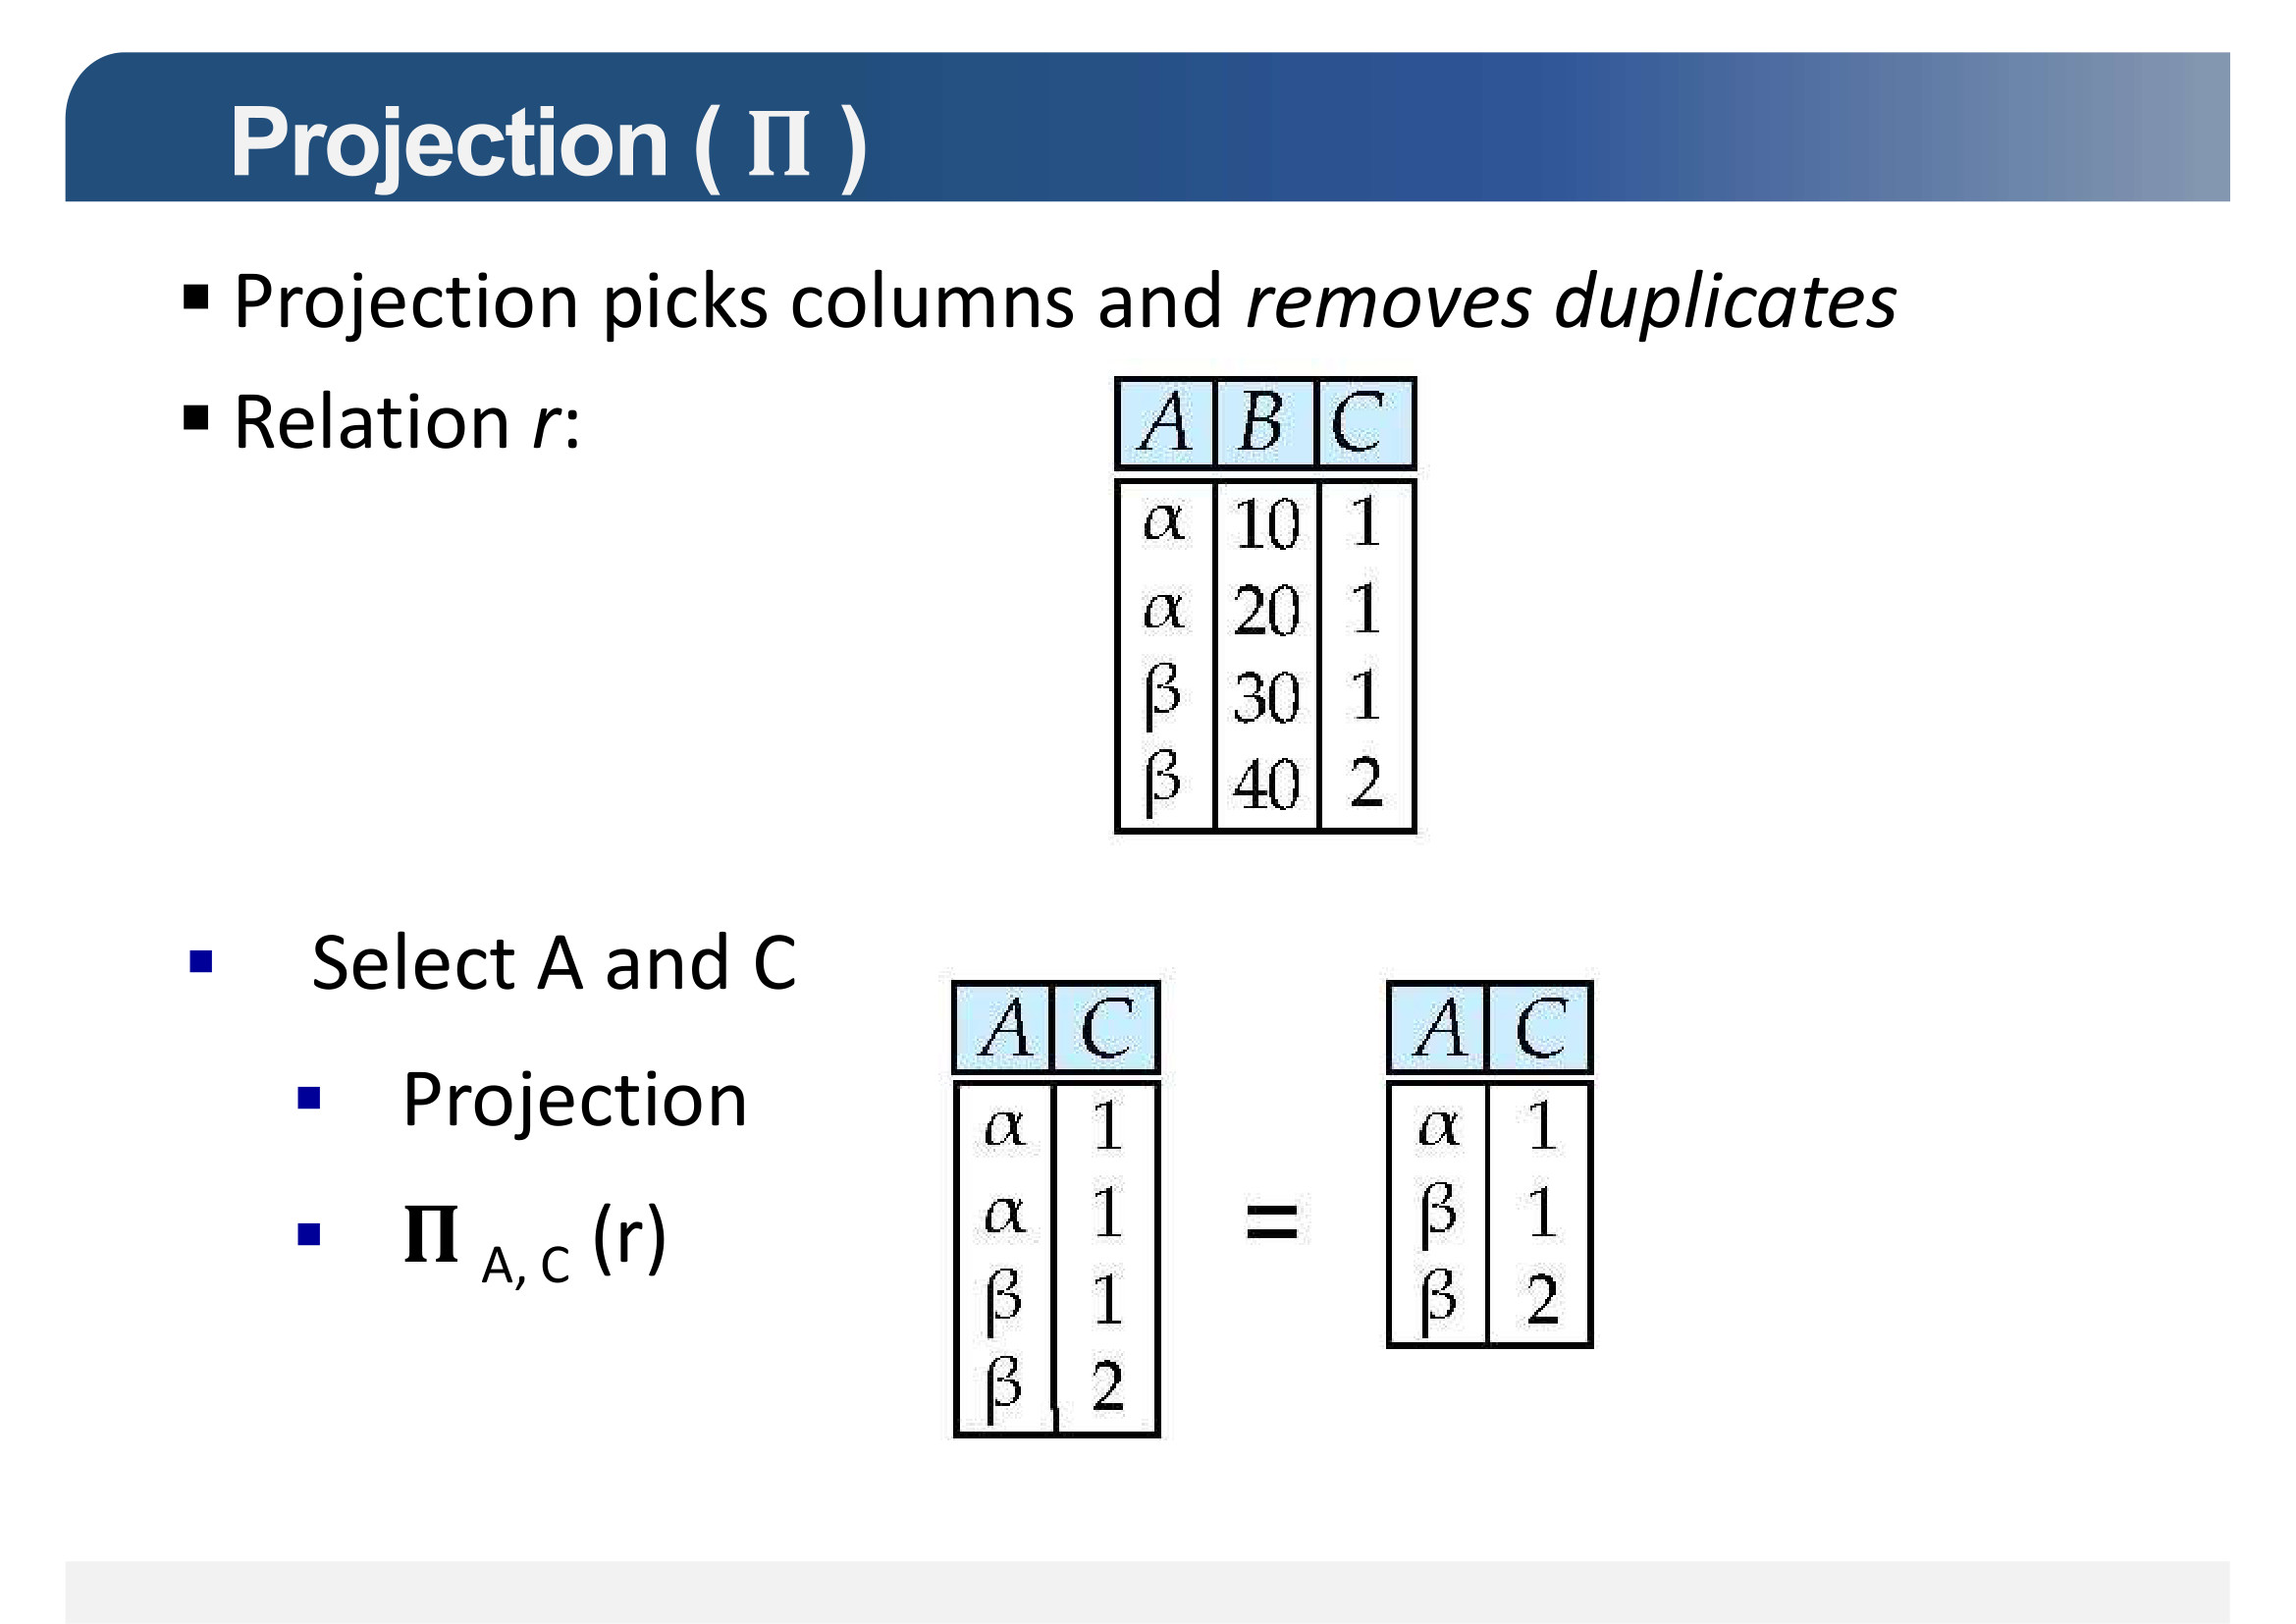 Projection ( Π )
▪ Projection picks columns and removes duplicates
▪ Relation r:
A B C
α 10 1
α 20 1
β 30 1
β 40 2
▪ Select A and C
▪ Projection
▪ Π A, C (r)
A C
α 1
α 1
β 1
β 2
=
A C
α 1
β 1
β 2